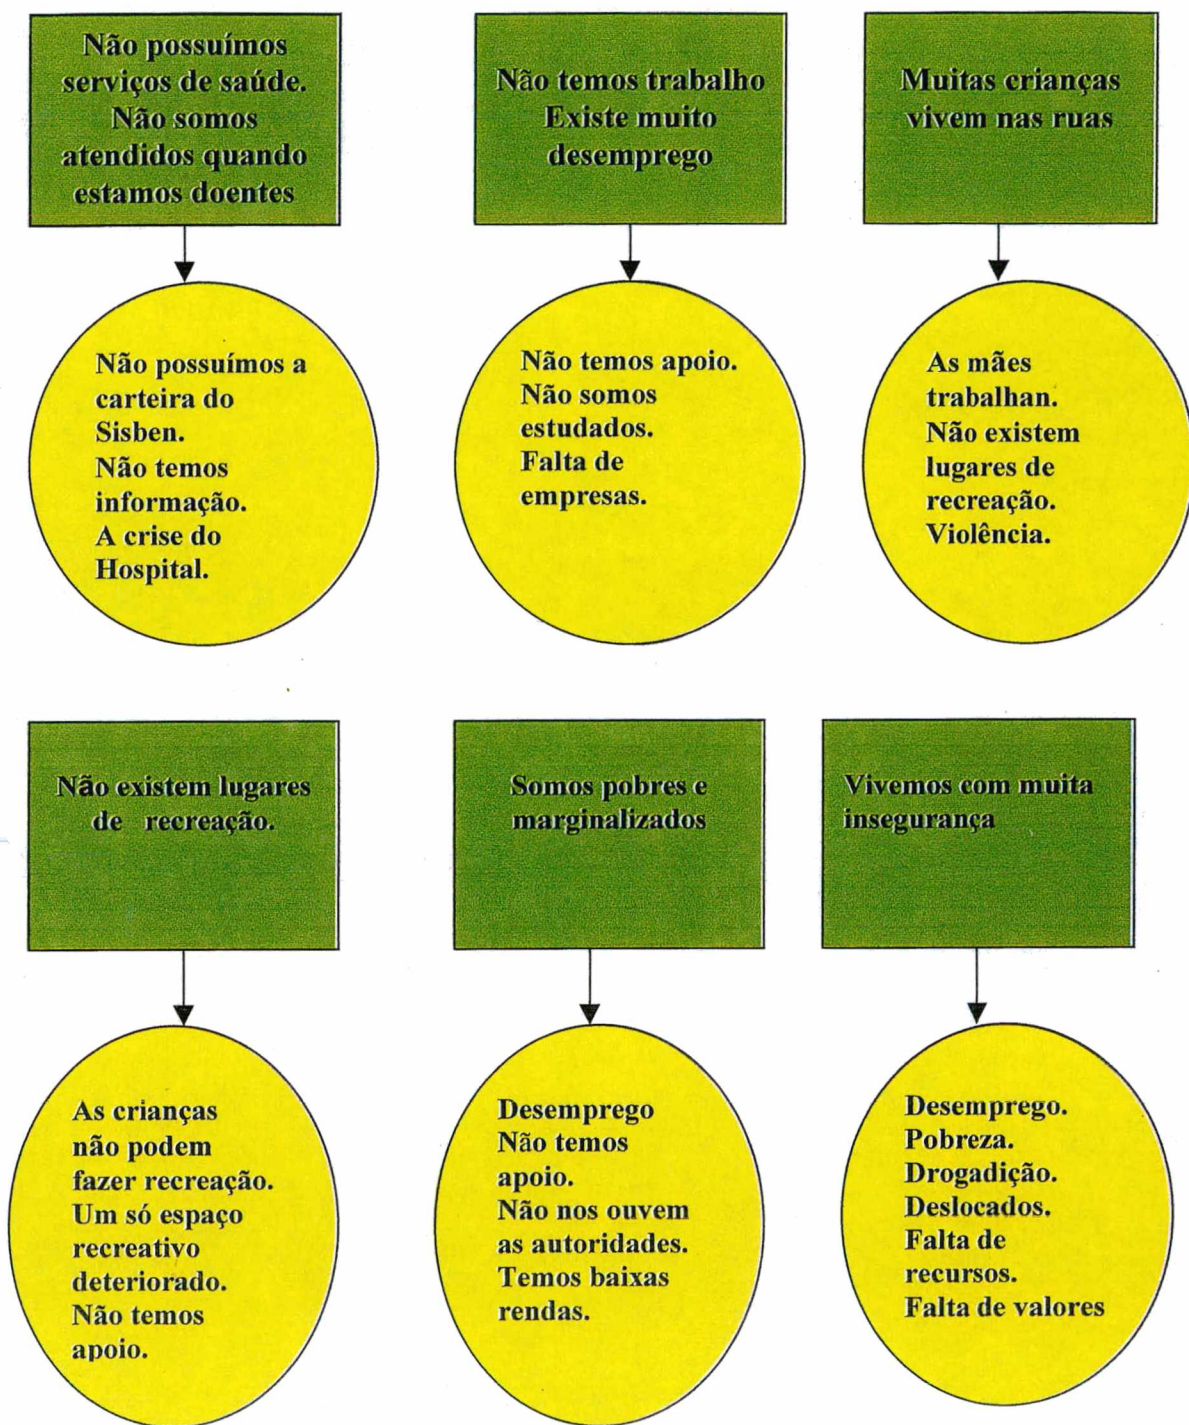 Não possuímos
serviços de saúde.
Não somos
atendidos quando
estamos doentes
Não temos trabalho
Existe muito
desemprego
Muitas crianças
vivem nas ruas
Não possuímos a
carteira do
Sisben.
Não temos
informação.
A crise do
Hospital.
Não temos apoio.
Não somos
estudados.
Falta de
empresas.
As mães
trabalhan.
Não existem
lugares de
recreação.
Violência.
Não existem lugares
de recreação.
Somos pobres e
marginalizados
Vivemos com muita
insegurança
As crianças
não podem
fazer recreação.
Um só espaço
recreativo
deteriorado.
Não temos
apoio.
Desemprego
Não temos
apoio.
Não nos ouvem
as autoridades.
Temos baixas
rendas.
Desemprego.
Pobreza.
Drogadição.
Deslocados.
Falta de
recursos.
Falta de valores